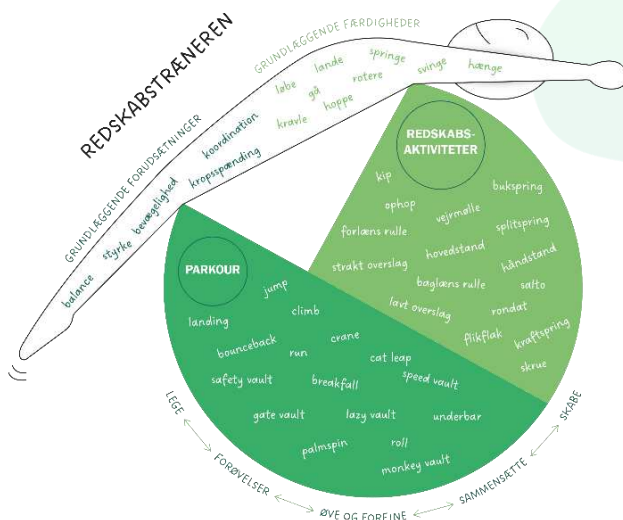 REDSKABSTRÆNEREN
GRUNDLÆGGENDE FORUDSÆTNINGER
balance
styrke
bevægelighed
kropsspænding
koordination
GRUNDLÆGGENDE FÆRDIGHEDER
løbe
lande
springe
gå
rotere
svinge
hænge
kravle
hoppe
REDSKABS-
AKTIVITETER
kip
bukspring
ophop
vejrmølle
splitspring
forlæns rulle
hovedstand
håndstand
strakt overslag
baglæns rulle
salto
lavt overslag
rondat
flikflak
kraftspring
skrue
PARKOUR
jump
climb
landing
crane
bounceback
run
cat leap
safety vault
breakfall
speed vault
gate vault
lazy vault
underbar
palmspin
roll
monkey vault
LEGE
FORØVELSER
ØVE OG FORFINE
SAMMENSÆTTE
SKABE